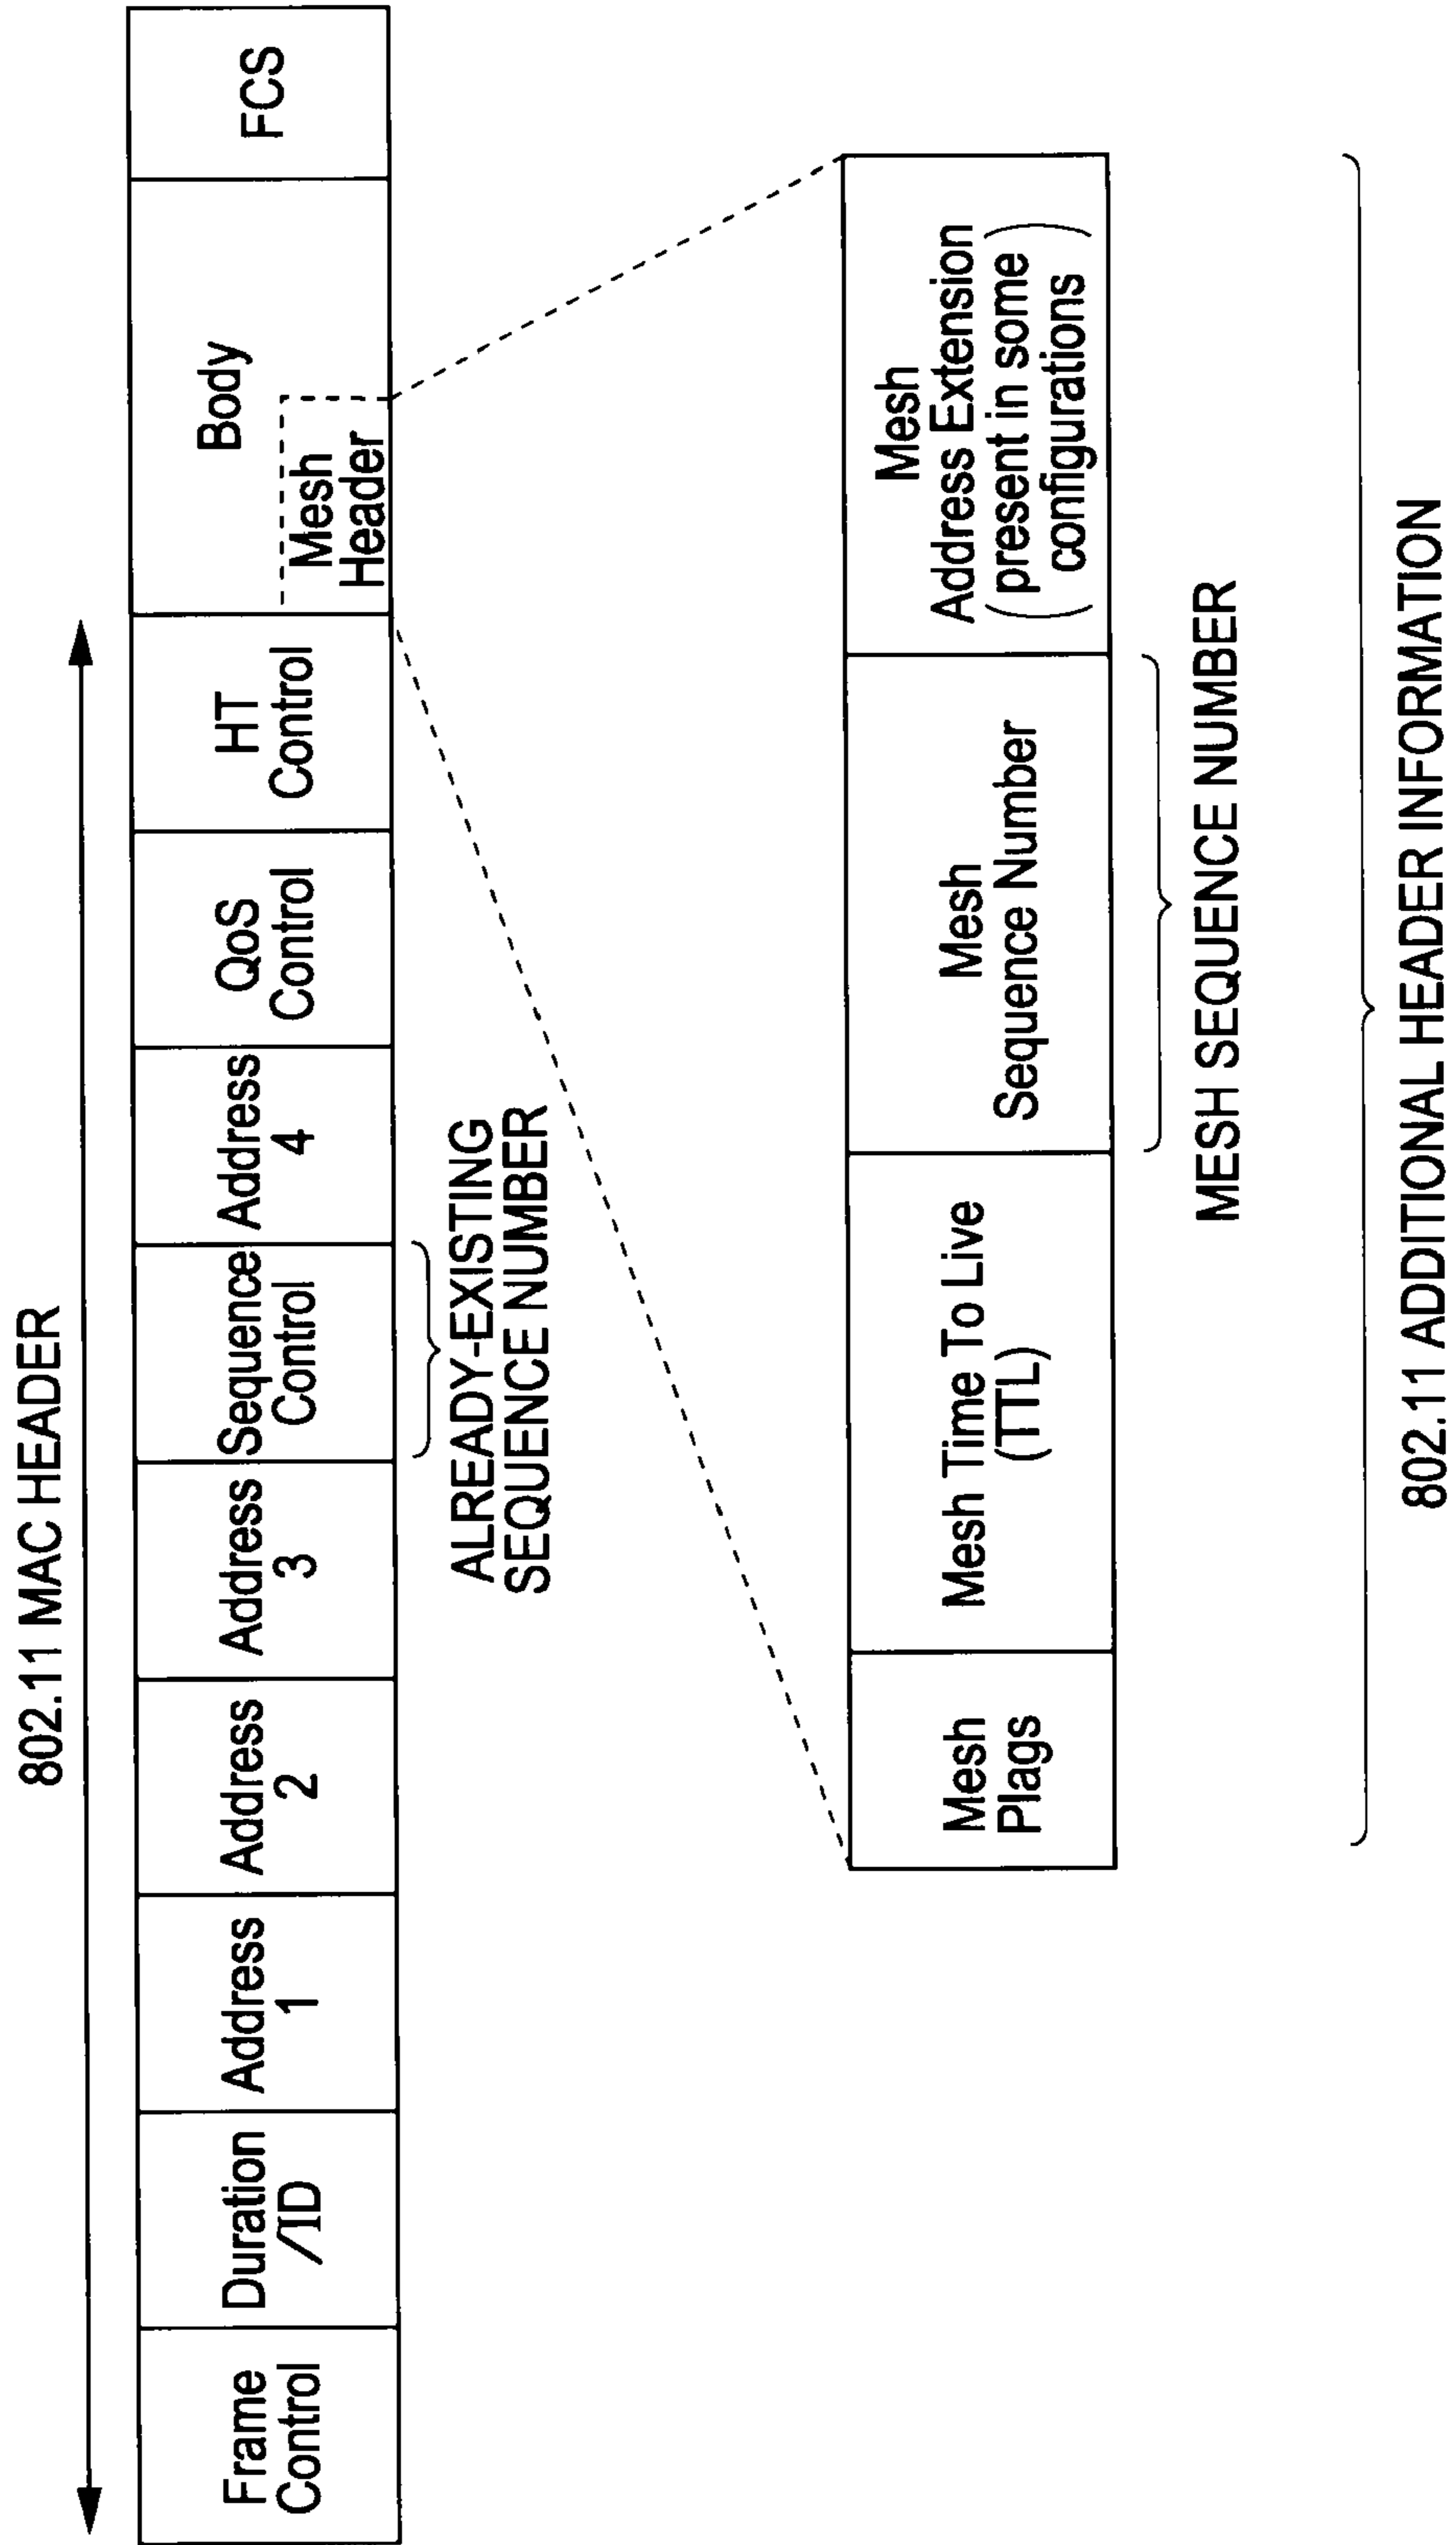 802.11 MAC HEADER
Frame
Control
Duration
/ID
Address
1
Address
2
Address
3
Sequence
Control
Address
4
QoS
Control
HT
Control
Body
Mesh
Header
FCS
ALREADY-EXISTING
SEQUENCE NUMBER
Mesh
Plags
Mesh Time To Live
(TTL)
Mesh
Sequence Number
Mesh
Address Extension
(present in some
configurations)
MESH SEQUENCE NUMBER
802.11 ADDITIONAL HEADER INFORMATION